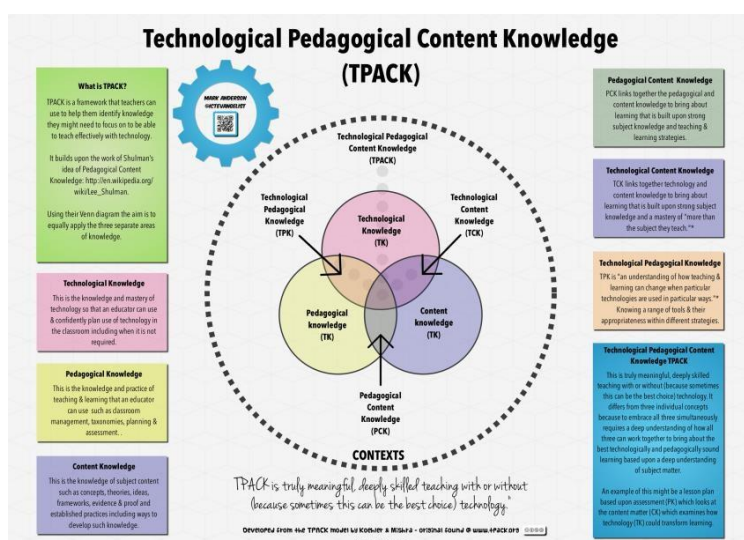 Technological Pedagogical Content Knowledge
(TPACK)
What is TPACK?
TPACK is a framework that teachers can
use to help them identify knowledge
they might need to focus on to be able
to teach effectively with technology.
It builds upon the work of Shulman's
idea of Pedagogical Content
Knowledge: http://en.wikipedia.org/
wiki/Lee_Shulman.
Using their Venn diagram the aim is to
equally apply the three separate areas
of knowledge.
Technological Knowledge
This is the knowledge and mastery of
technology so that an educator can use
& confidently plan use of technology in
the classroom including when it is not
required.
Pedagogical Knowledge
This is the knowledge and practice of
teaching & learning that an educator
can use such as classroom
management, taxonomies, planning &
assessment. .
Content Knowledge
This is the knowledge of subject content
such as concepts, theories, ideas,
frameworks, evidence & proof and
established practices including ways to
develop such knowledge.
MARK ANDERSON
@ICTEVANGELIST
Technological Pedagogical
Content Knowledge
(TPACK)
Technological
Pedagogical
Knowledge
(TPK)
Technological
Knowledge
(TK)
Technological
Content
Knowledge
(TCK)
Pedagogical
knowledge
(TK)
Content
knowledge
(TK)
Pedagogical
Content
Knowledge
(PCK)
CONTEXTS
TPACK is truly meaningful, deeply skilled teaching with or without
(because sometimes this can be the best choice) technology."
Developed from the TPACK model by Koehler & Mishra - original found @ www.tpack.org
Pedagogical Content Knowledge
PCK links together the pedagogical and
content knowledge to bring about
learning that is built upon strong
subject knowledge and teaching &
learning strategies.
Technological Content Knowledge
TCK links together technology and
content knowledge to bring about
learning that is built upon strong subject
knowledge and a mastery of "more than
the subject they teach."*
Technological Pedagogical Knowledge
TPK is "an understanding of how teaching &
learning can change when particular
technologies are used in particular ways."*
Knowing a range of tools & their
appropriateness within different strategies.
Technological Pedagogical Content
Knowledge TPACK
This is truly meaningful, deeply skilled
teaching with or without (because sometimes
this can be the best choice) technology. It
differs from three individual concepts
because to embrace all three simultaneously
requires a deep understanding of how all
three can work together to bring about the
best technologically and pedagogically sound
learning based upon a deep understanding
of subject matter.
An example of this might be a lesson plan
based upon assessment (PK) which looks at
the content matter (CK) which examines how
technology (TK) could transform learning.